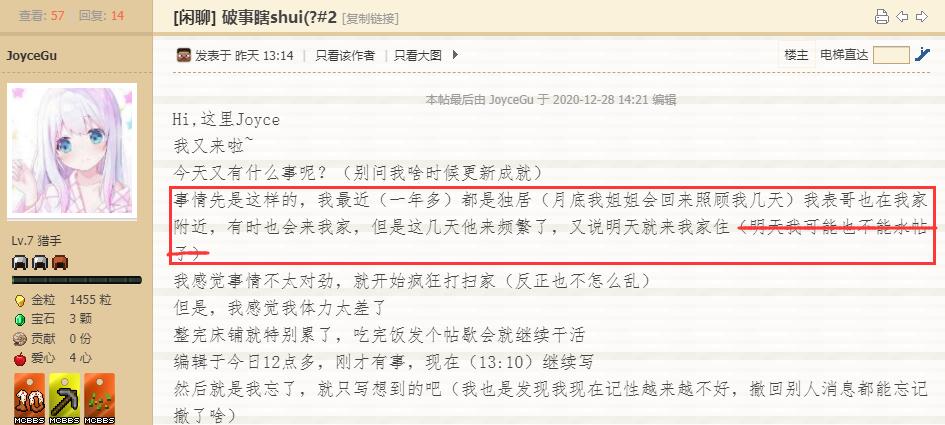 查看: 57 回复: 14
[闲聊] 破事瞎shui(?#2 [复制链接]
JoyceGu
发表于 昨天 13:14 | 只看该作者 | 只看大图
楼主 电梯直达
本帖最后由 JoyceGu 于 2020-12-28 14:21 编辑
Hi,这里Joyce
我又来啦~
今天又有什么事呢？（别问我啥时候更新成就）
事情先是这样的，我最近（一年多）都是独居（月底我姐姐会回来照顾我几天）我表哥也在我家
附近，有时也会来我家，但是这几天他来频繁了，又说明天就来我家住（明天我可能也不能水帖
了）
我感觉事情不太对劲，就开始疯狂打扫家（反正也不怎么乱）
但是，我感觉我体力太差了
整完床铺就特别累了，吃完饭发个帖歇会就继续干活
编辑于今日12点多，刚才有事，现在（13:10）继续写
然后就是我忘了，就只写想到的吧（我也是发现我现在记性越来越不好，撤回别人消息都能忘记
撤了啥）
Lv.7 猎手
金粒 1455 粒
宝石 3 颗
贡献 0 份
爱心 4 心
MCBBS MCBBS MCBBS